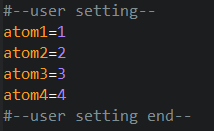 #--user setting--
atom1=1
atom2=2
atom3=3
atom4=4
#--user setting end--